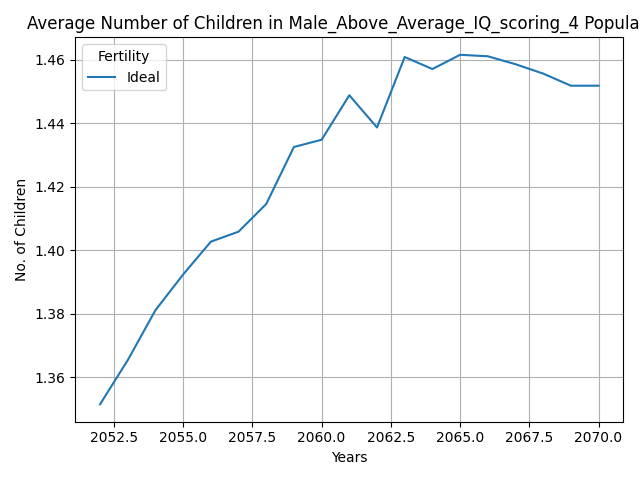 Average Number of Children in Male_Above_Average_IQ_scoring_4 Popula
Fertility
Ideal
No. of Children
1.46
1.44
1.42
1.40
1.38
1.36
2052.5 2055.0 2057.5 2060.0 2062.5 2065.0 2067.5 2070.0
Years